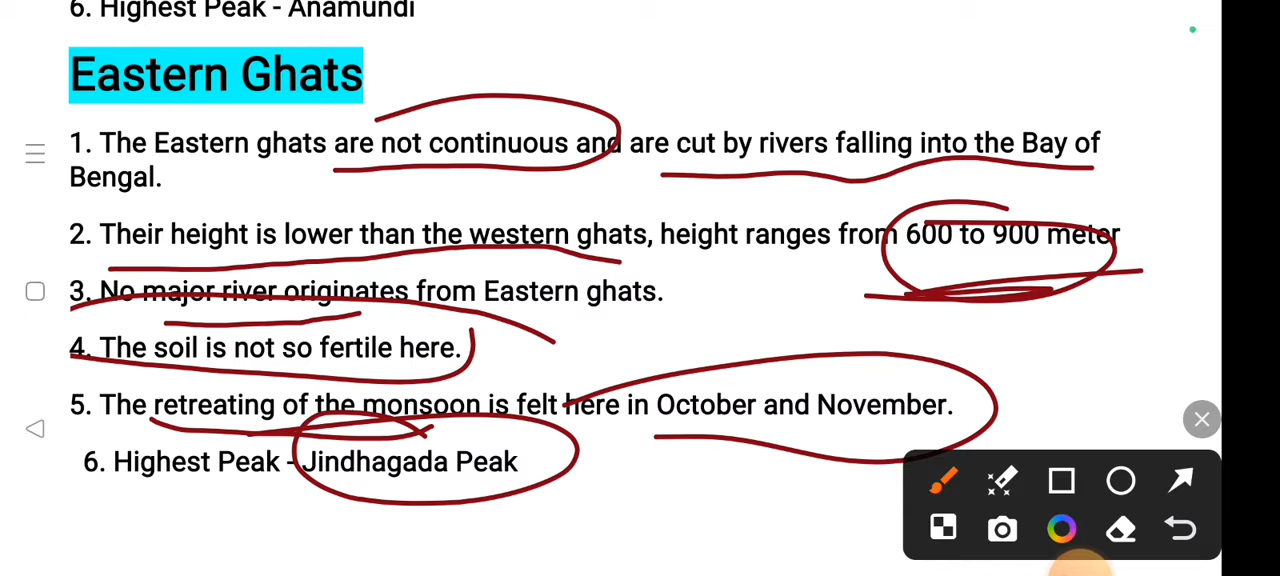 6. Highest Peak - Anamundi
Eastern Ghats
1. The Eastern ghats are not continuous and are cut by rivers falling into the Bay of
Bengal.
2. Their height is lower than the western ghats, height ranges from 600 to 900 meter
3. No major river originates from Eastern ghats.
4. The soil is not so fertile here.
5. The retreating of the monsoon is felt here in October and November.
6. Highest Peak - Jindhagada Peak